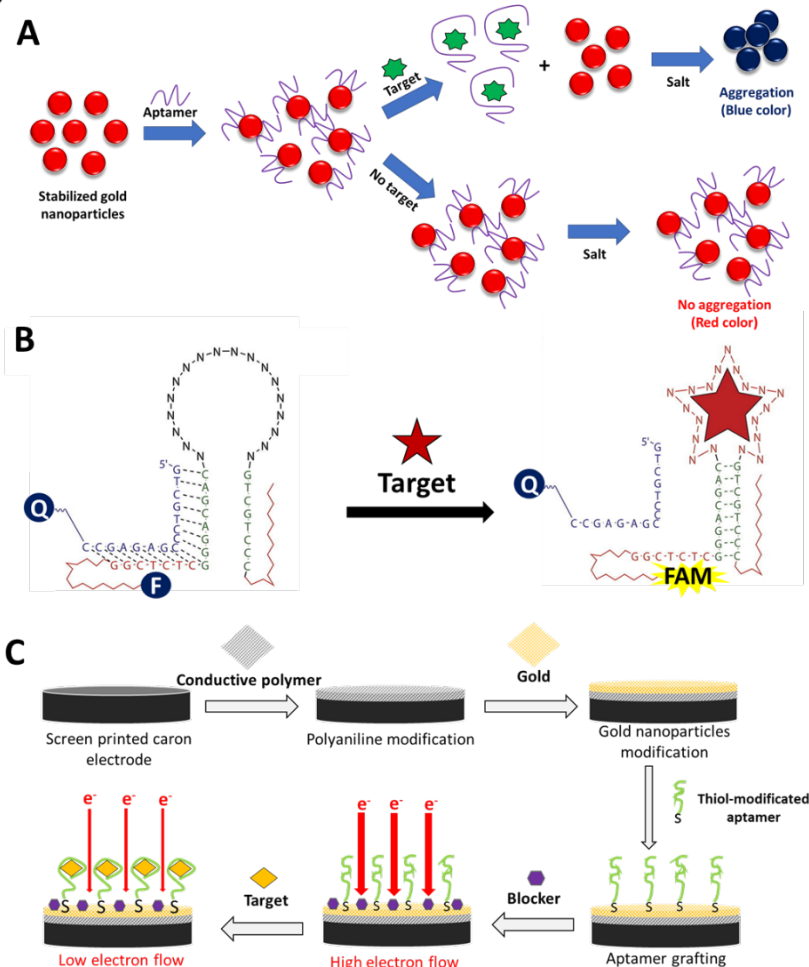 A
Aptamer
Stabilized gold
nanoparticles
Target
+
Salt
Aggregation
(Blue color)
No target
Salt
No aggregation
(Red color)
B
5'
G
T
C
G
T
C
C
Q
C-C-G-A-G-A-G-C
G-G-C-T-C-T-C-G
F
N-N-N-N-N-N-N-N-N-N-N-N-N-N-N
C
A
G
C
A
G
G
G
G
T
C
G
T
C
C
C
Target
5'
G
T
C
G
T
C
C
Q
C-C-G-A-G-A-G-C
G-G-C-T-C-T-C-G
FAM
C
A
G
C
A
G
G
G
G
T
C
G
T
C
C
C
C
Conductive polymer
Gold
Screen printed caron
electrode
Polyaniline modification
Gold nanoparticles
modification
Thiol-modificated
aptamer
S
e- e- e-
e- e- e-
Target
Blocker
S S S S
S S S S
S S S S
Low electron flow
High electron flow
Aptamer grafting